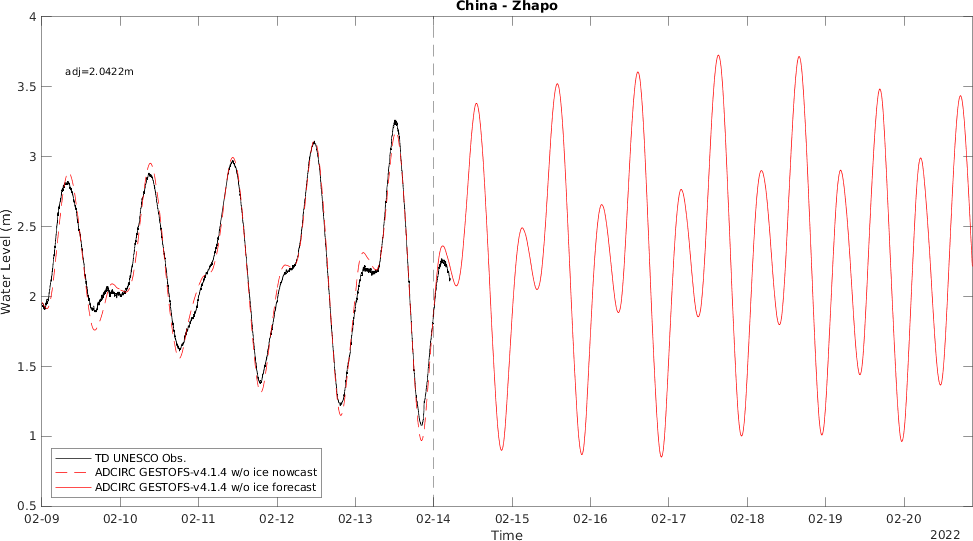 China - Zhapo
4
adj=2.0422m
3.5
3
2.5
Water Level (m)
2
1.5
1
TD UNESCO Obs.
ADCIRC GESTOFS-v4.1.4 w/o ice nowcast
ADCIRC GESTOFS-v4.1.4 w/o ice forecast
0.5
02-09 02-10 02-11 02-12 02-13 02-14 02-15 02-16 02-17 02-18 02-19 02-20
Time
2022